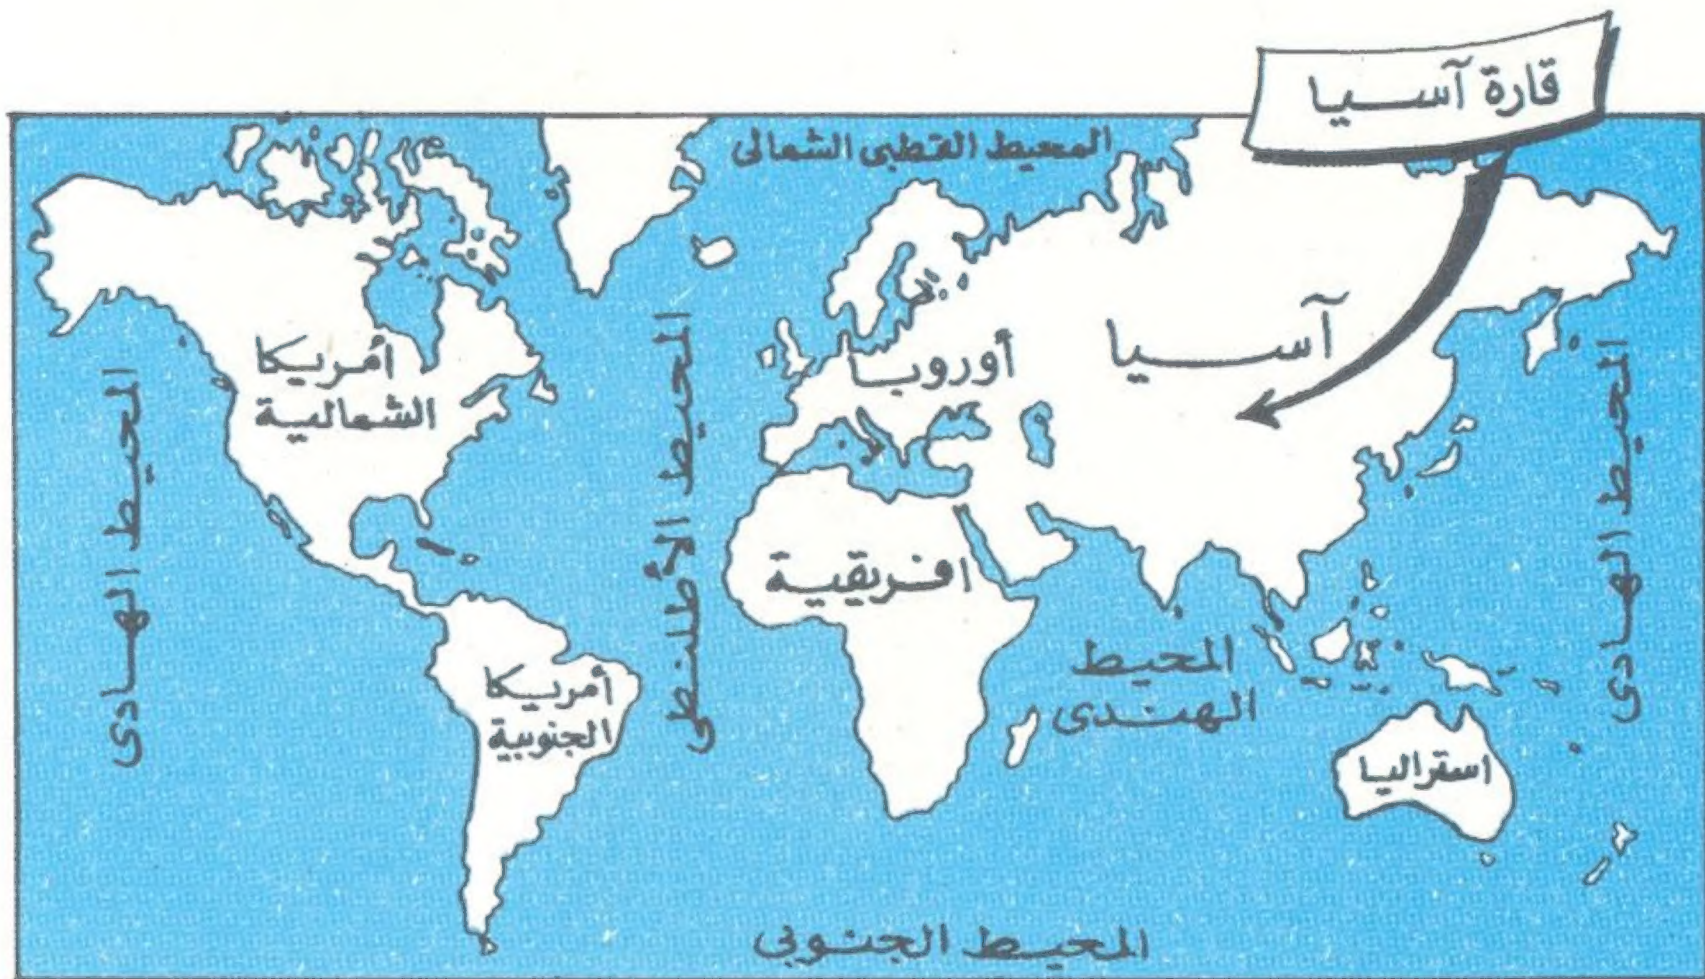 قارة آسيا
المحيط القطبى الشمالى
آسيا
أوروبا
أمريكا
الشمالية
المحيط الهادى
المحيط الأطلنطى
المحيط الهادى
افريقية
المحيط
الهندى
أمريكا
الجنوبية
استراليا
المحيط الجنوبى